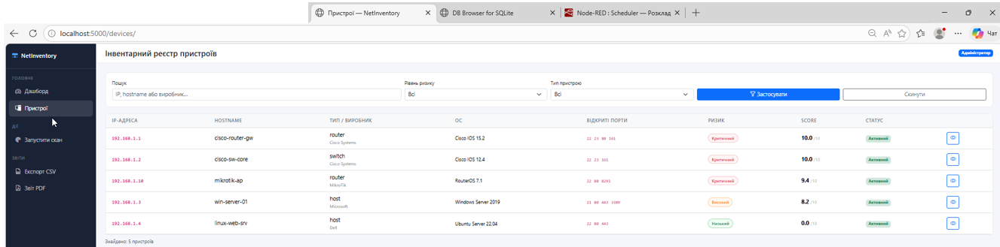 Пристрої — NetInventory
DB Browser for SQLite
Node-RED : Scheduler — Розклад
localhost:5000/devices/
Чат
NetInventory
Інвентарний реєстр пристроїв
Адміністратор
ГОЛОВНЕ
Дашборд
Пристрої
ДІЇ
Запустити скан
ЗВІТИ
Експорт CSV
Звіт PDF
Пошук
IP, hostname або виробник...
Рівень ризику
Всі
Тип пристрою
Всі
Застосувати
Скинути
IP-АДРЕСА HOSTNAME ТИП / ВИРОБНИК ОС ВІДКРИТІ ПОРТИ РИЗИК SCORE СТАТУС
192.168.1.1 cisco-router-gw router Cisco IOS 15.2 22 23 80 161 Критичний 10.0 /10 Активний
Cisco Systems
192.168.1.2 cisco-sw-core switch Cisco IOS 12.4 22 23 161 Критичний 10.0 /10 Активний
Cisco Systems
192.168.1.10 mikrotik-ap router RouterOS 7.1 22 80 8291 Критичний 9.4 /10 Активний
MikroTik
192.168.1.3 win-server-01 host Windows Server 2019 21 80 443 3389 Високий 8.2 /10 Активний
Microsoft
192.168.1.4 linux-web-srv host Ubuntu Server 22.04 22 80 443 Низький 0.0 /10 Активний
Dell
Знайдено: 5 пристроїв